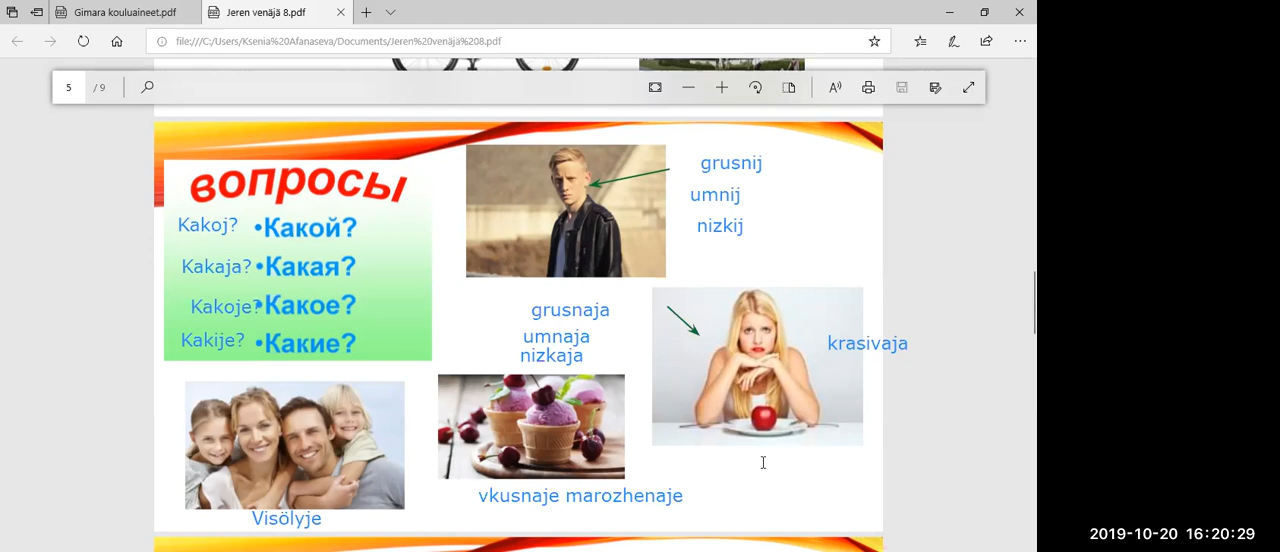 Gimara kouluaineet.pdf
Jeren venäjä 8.pdf
file:///C:/Users/Ksenia%20Afanaseva/Documents/Jeren%20venäjä%208.pdf
5 / 9
вопросы
Kakoj? •Какой?
Kakaja? •Какая?
Kakoje? •Какое?
Kakije? •Какие?
grusnij
umnij
nizkij
grusnaja
umnaja
nizkaja
krasivaja
vkusnaje marozhenaje
Visölyje
2019-10-20 16:20:29